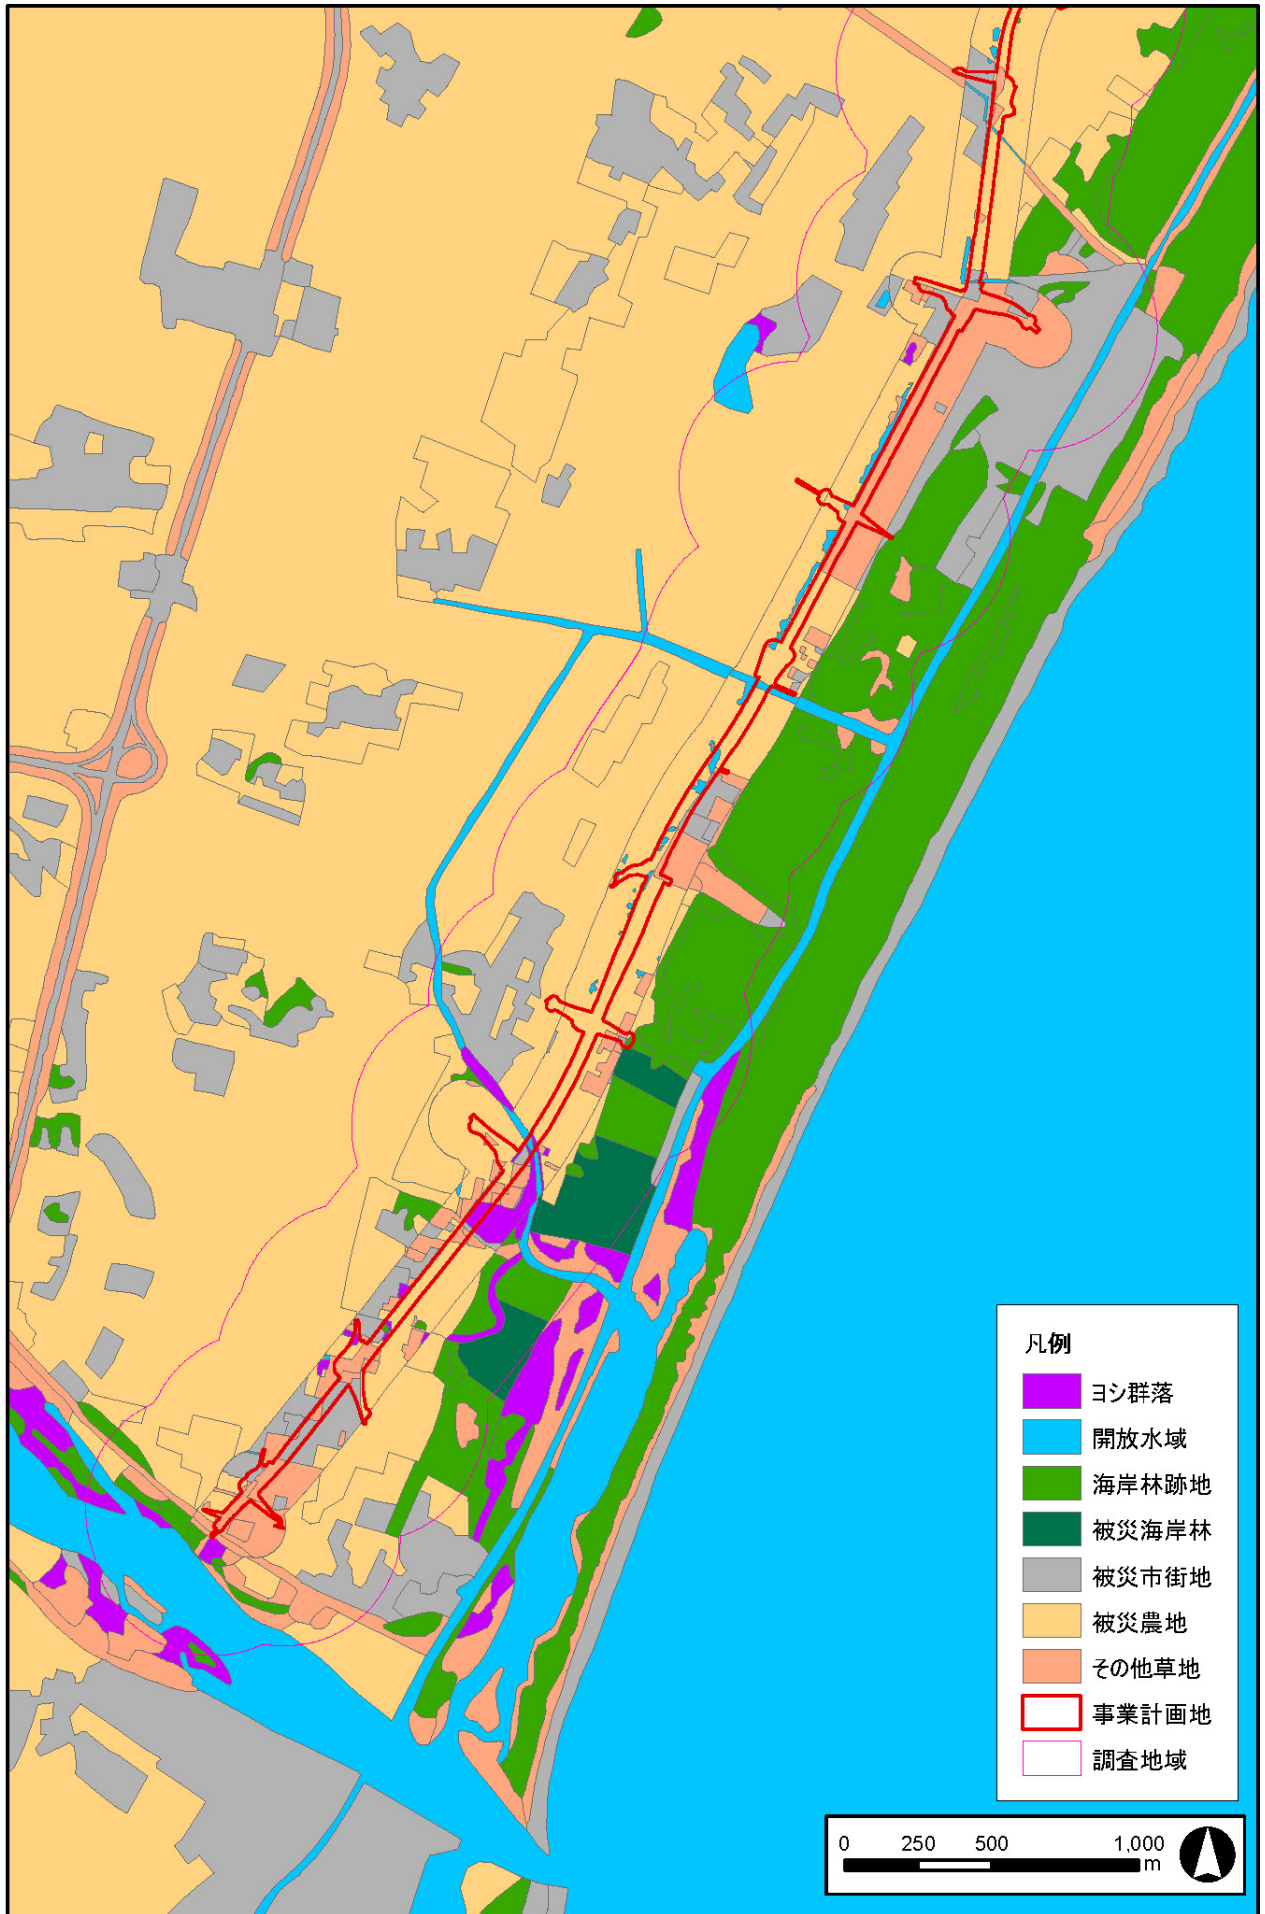 凡例
ヨシ群落
開放水域
海岸林跡地
被災海岸林
被災市街地
被災農地
その他草地
事業計画地
調査地域
0 250 500 1,000
m